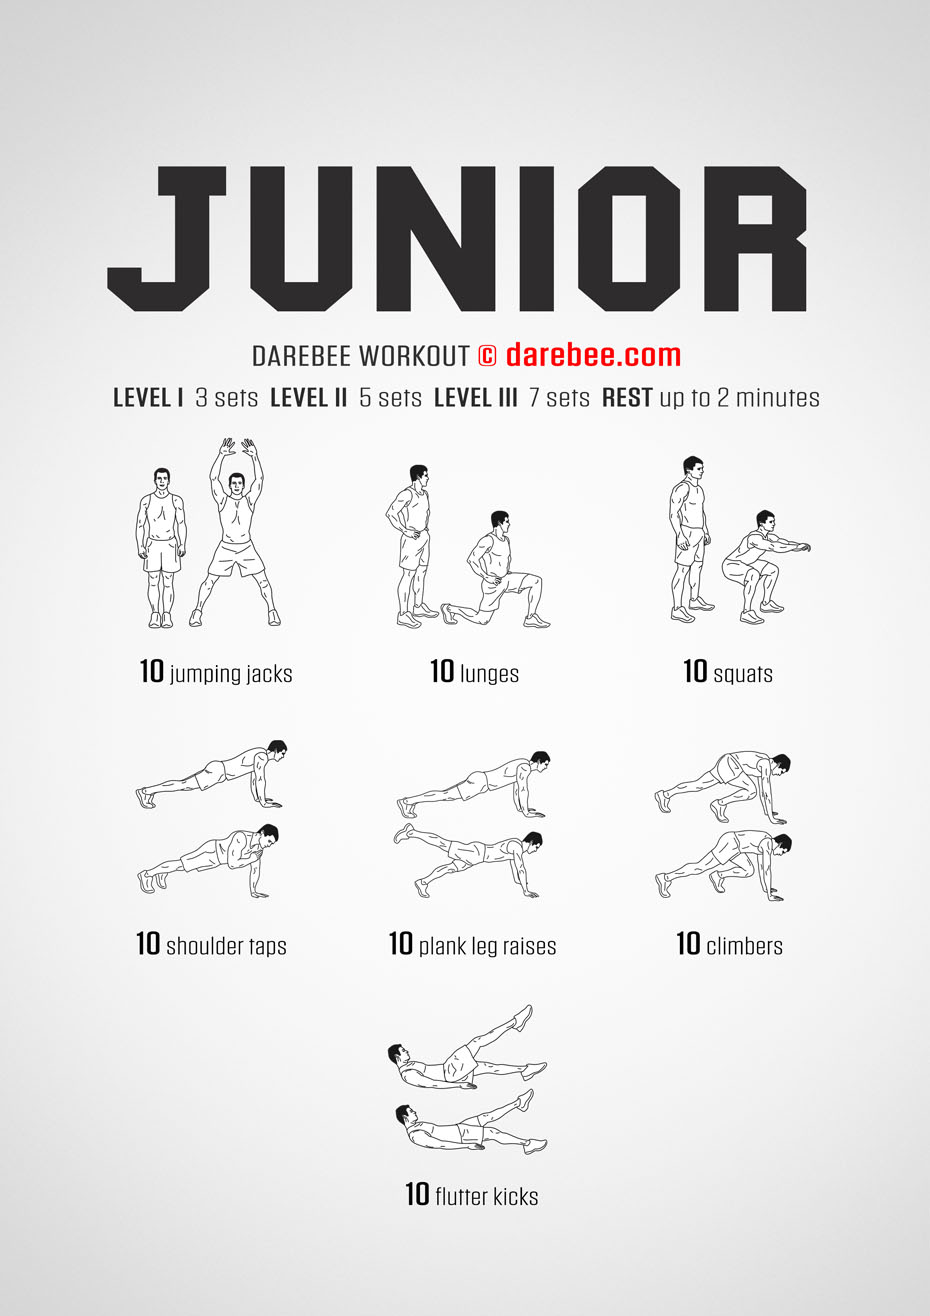 JUNIOR
DAREBEE WORKOUT © darebee.com
LEVEL I 3 sets LEVEL II 5 sets LEVEL III 7 sets REST up to 2 minutes
10 jumping jacks
10 lunges
10 squats
10 shoulder taps
10 plank leg raises
10 climbers
10 flutter kicks